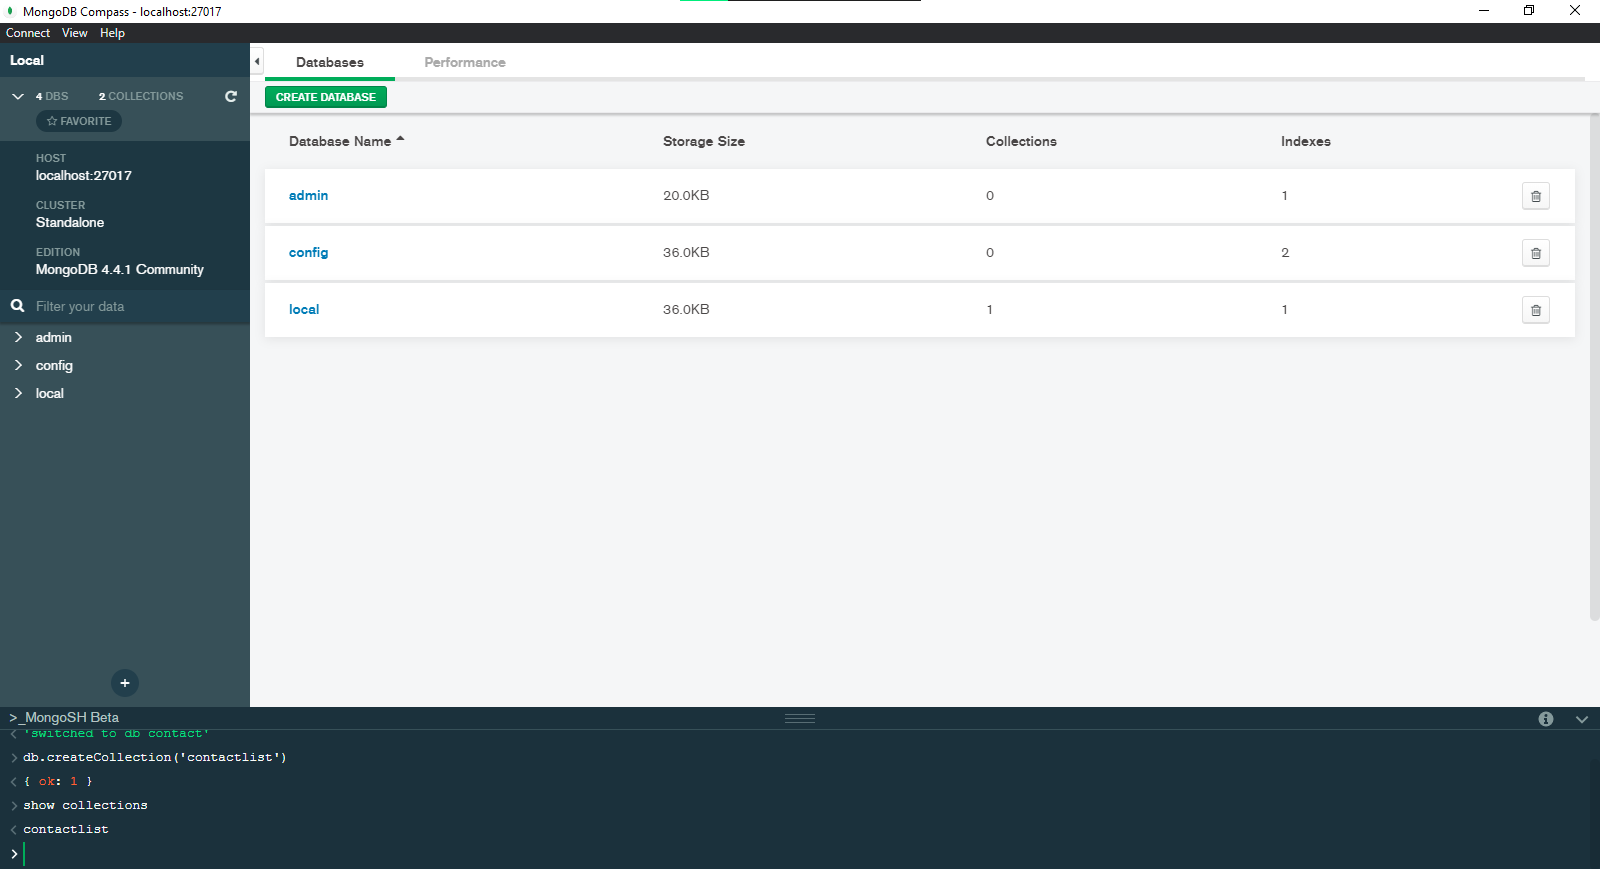 MongoDB Compass - localhost:27017
Connect View Help
Local
4 DBS 2 COLLECTIONS
FAVORITE
HOST
localhost:27017
CLUSTER
Standalone
EDITION
MongoDB 4.4.1 Community
Filter your data
admin
config
local
+
Databases Performance
CREATE DATABASE
Database Name Storage Size Collections Indexes
admin 20.0KB 0 1
config 36.0KB 0 2
local 36.0KB 1 1
>_MongoSH Beta
< 'switched to db contact'
> db.createCollection('contactlist')
< { ok: 1 }
> show collections
< contactlist
>